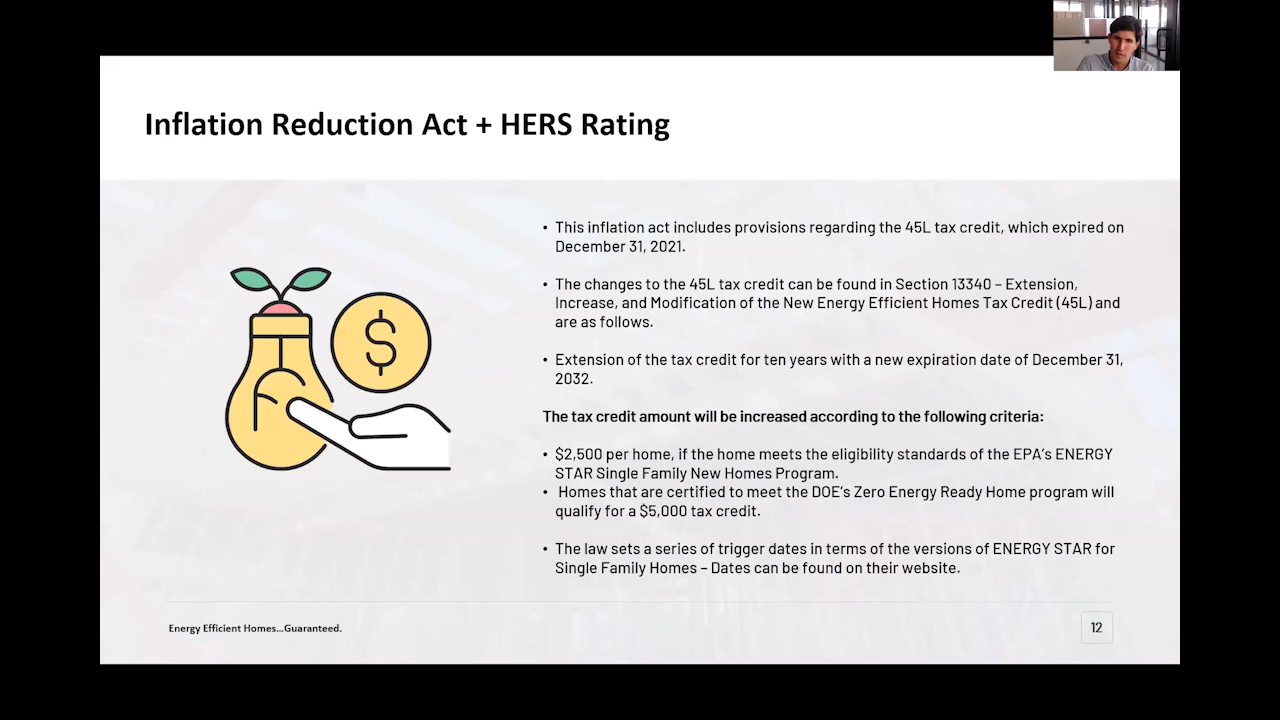 Inflation Reduction Act + HERS Rating
• This inflation act includes provisions regarding the 45L tax credit, which expired on
December 31, 2021.
• The changes to the 45L tax credit can be found in Section 13340 – Extension,
Increase, and Modification of the New Energy Efficient Homes Tax Credit (45L) and
are as follows.
• Extension of the tax credit for ten years with a new expiration date of December 31,
2032.
The tax credit amount will be increased according to the following criteria:
• $2,500 per home, if the home meets the eligibility standards of the EPA's ENERGY
STAR Single Family New Homes Program.
• Homes that are certified to meet the DOE's Zero Energy Ready Home program will
qualify for a $5,000 tax credit.
• The law sets a series of trigger dates in terms of the versions of ENERGY STAR for
Single Family Homes – Dates can be found on their website.
Energy Efficient Homes...Guaranteed.
12